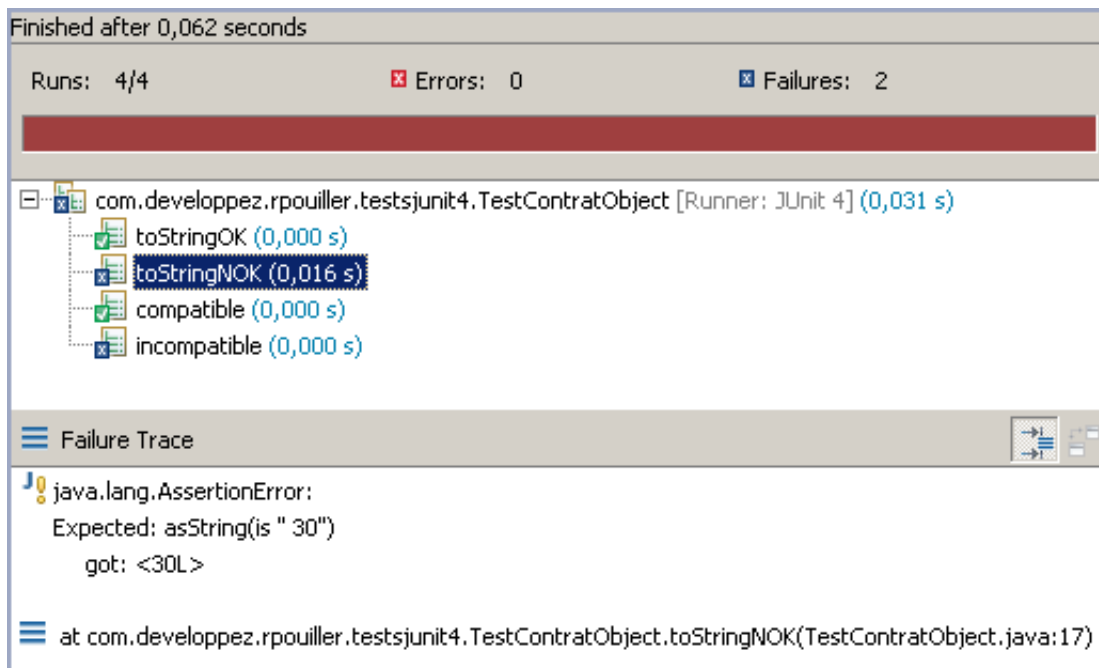 Finished after 0,062 seconds
Runs: 4/4 Errors: 0 Failures: 2
com.developpez.rpouiller.testsjunit4.TestContratObject [Runner: JUnit 4] (0,031 s)
toStringOK (0,000 s)
toStringNOK (0,016 s)
compatible (0,000 s)
incompatible (0,000 s)
Failure Trace
java.lang.AssertionError:
Expected: asString(is " 30")
got: <30L>
at com.developpez.rpouiller.testsjunit4.TestContratObject.toStringNOK(TestContratObject.java:17)